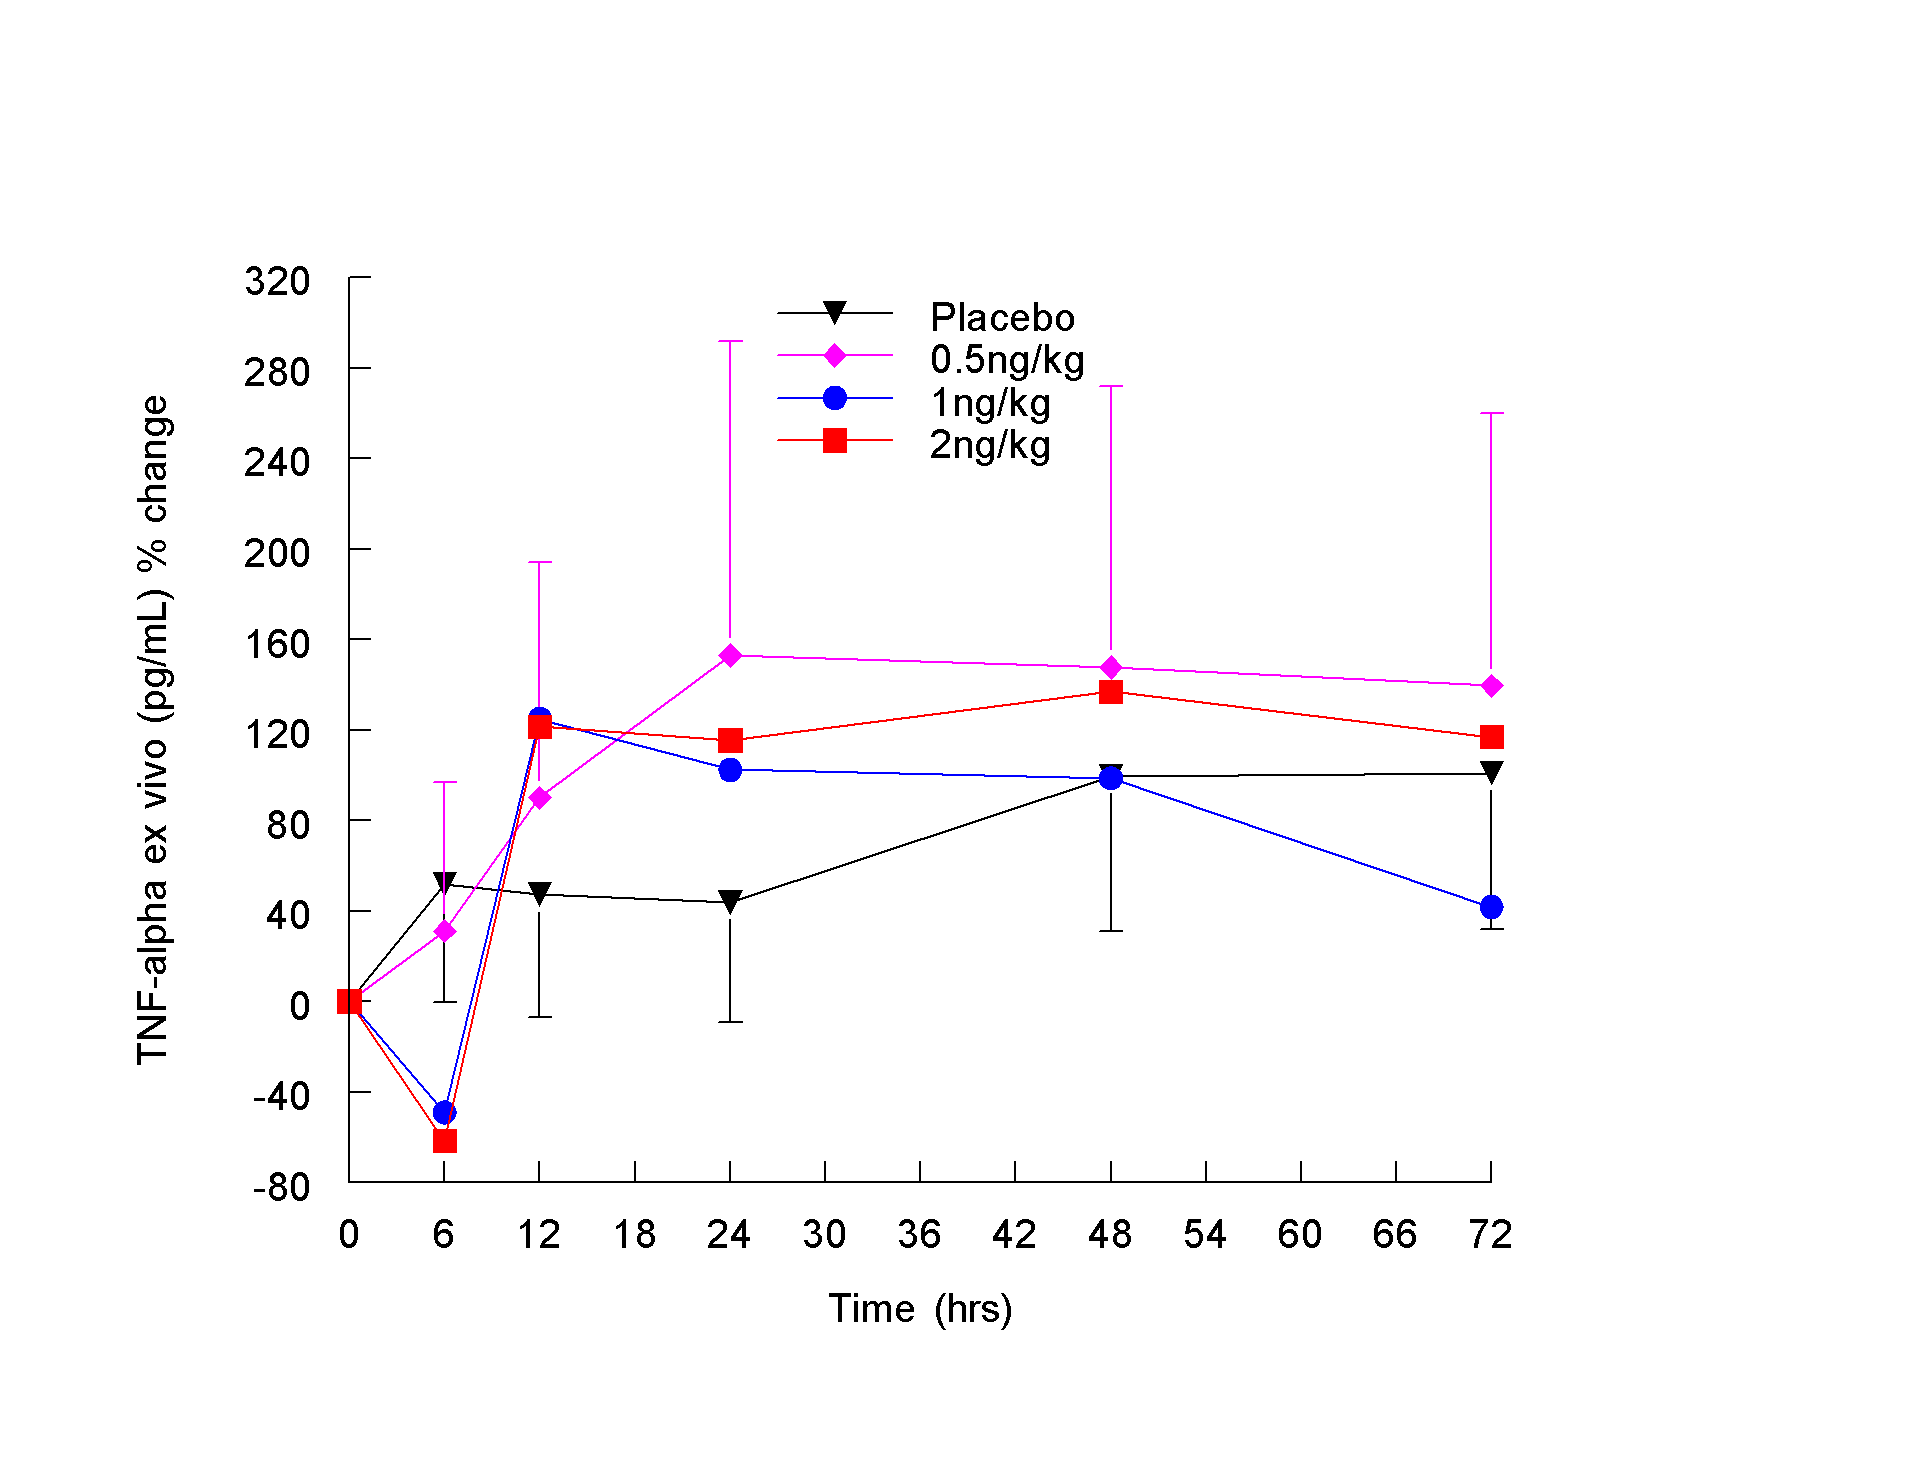 320
280
240
200
160
120
80
40
0
-40
-80
TNF-alpha ex vivo (pg/mL) % change
Placebo
0.5ng/kg
1ng/kg
2ng/kg
0 6 12 18 24 30 36 42 48 54 60 66 72
Time (hrs)